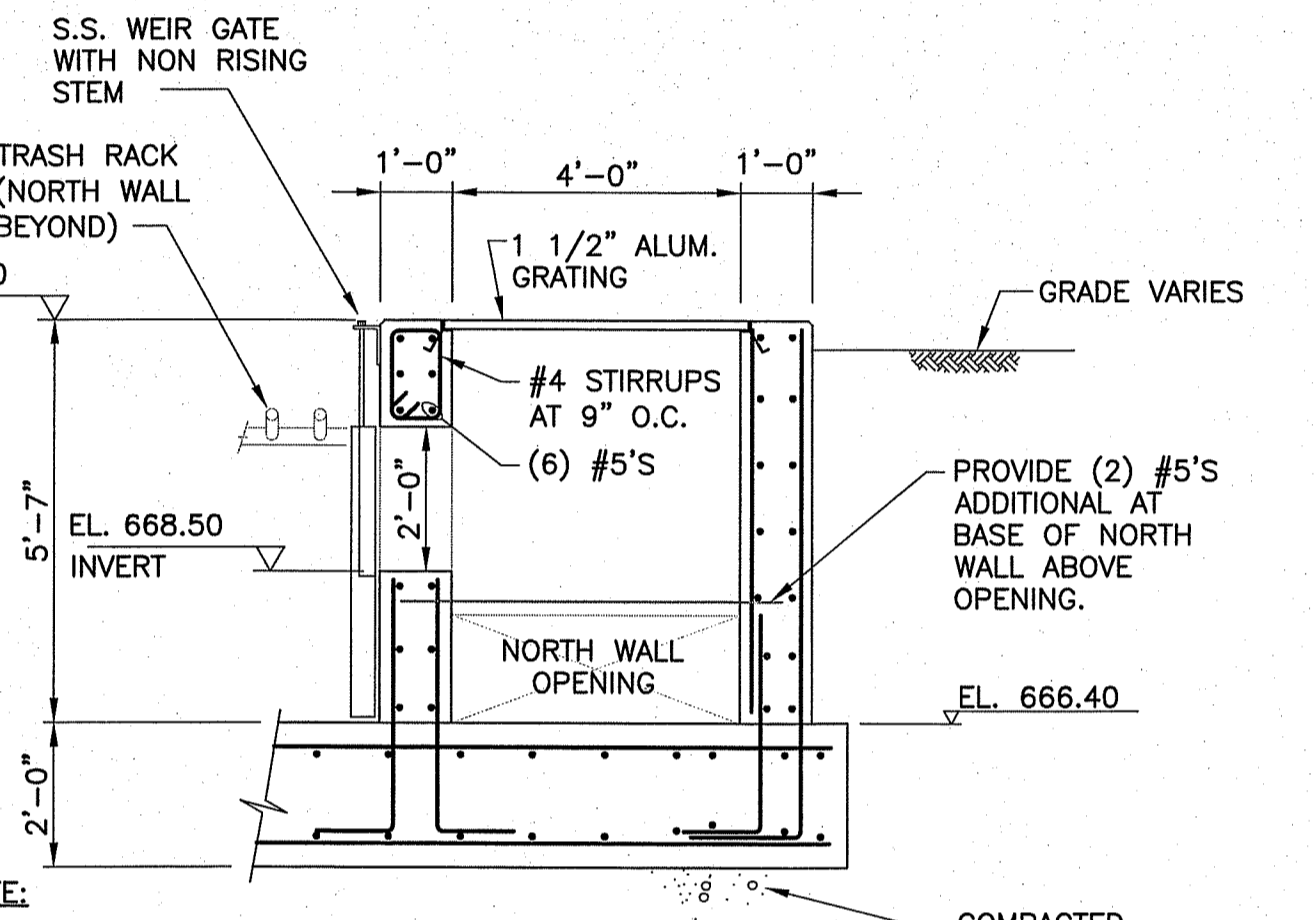 S.S. WEIR GATE
WITH NON RISING
STEM
TRASH RACK
(NORTH WALL
BEYOND)
0
1'-0"
4'-0"
1'-0"
1 1/2" ALUM.
GRATING
GRADE VARIES
#4 STIRRUPS
AT 9" O.C.
(6) #5'S
2'-0"
5'-7"
EL. 668.50
INVERT
PROVIDE (2) #5'S
ADDITIONAL AT
BASE OF NORTH
WALL ABOVE
OPENING.
NORTH WALL
OPENING
EL. 666.40
2'-0"
TE:
COMPACTED